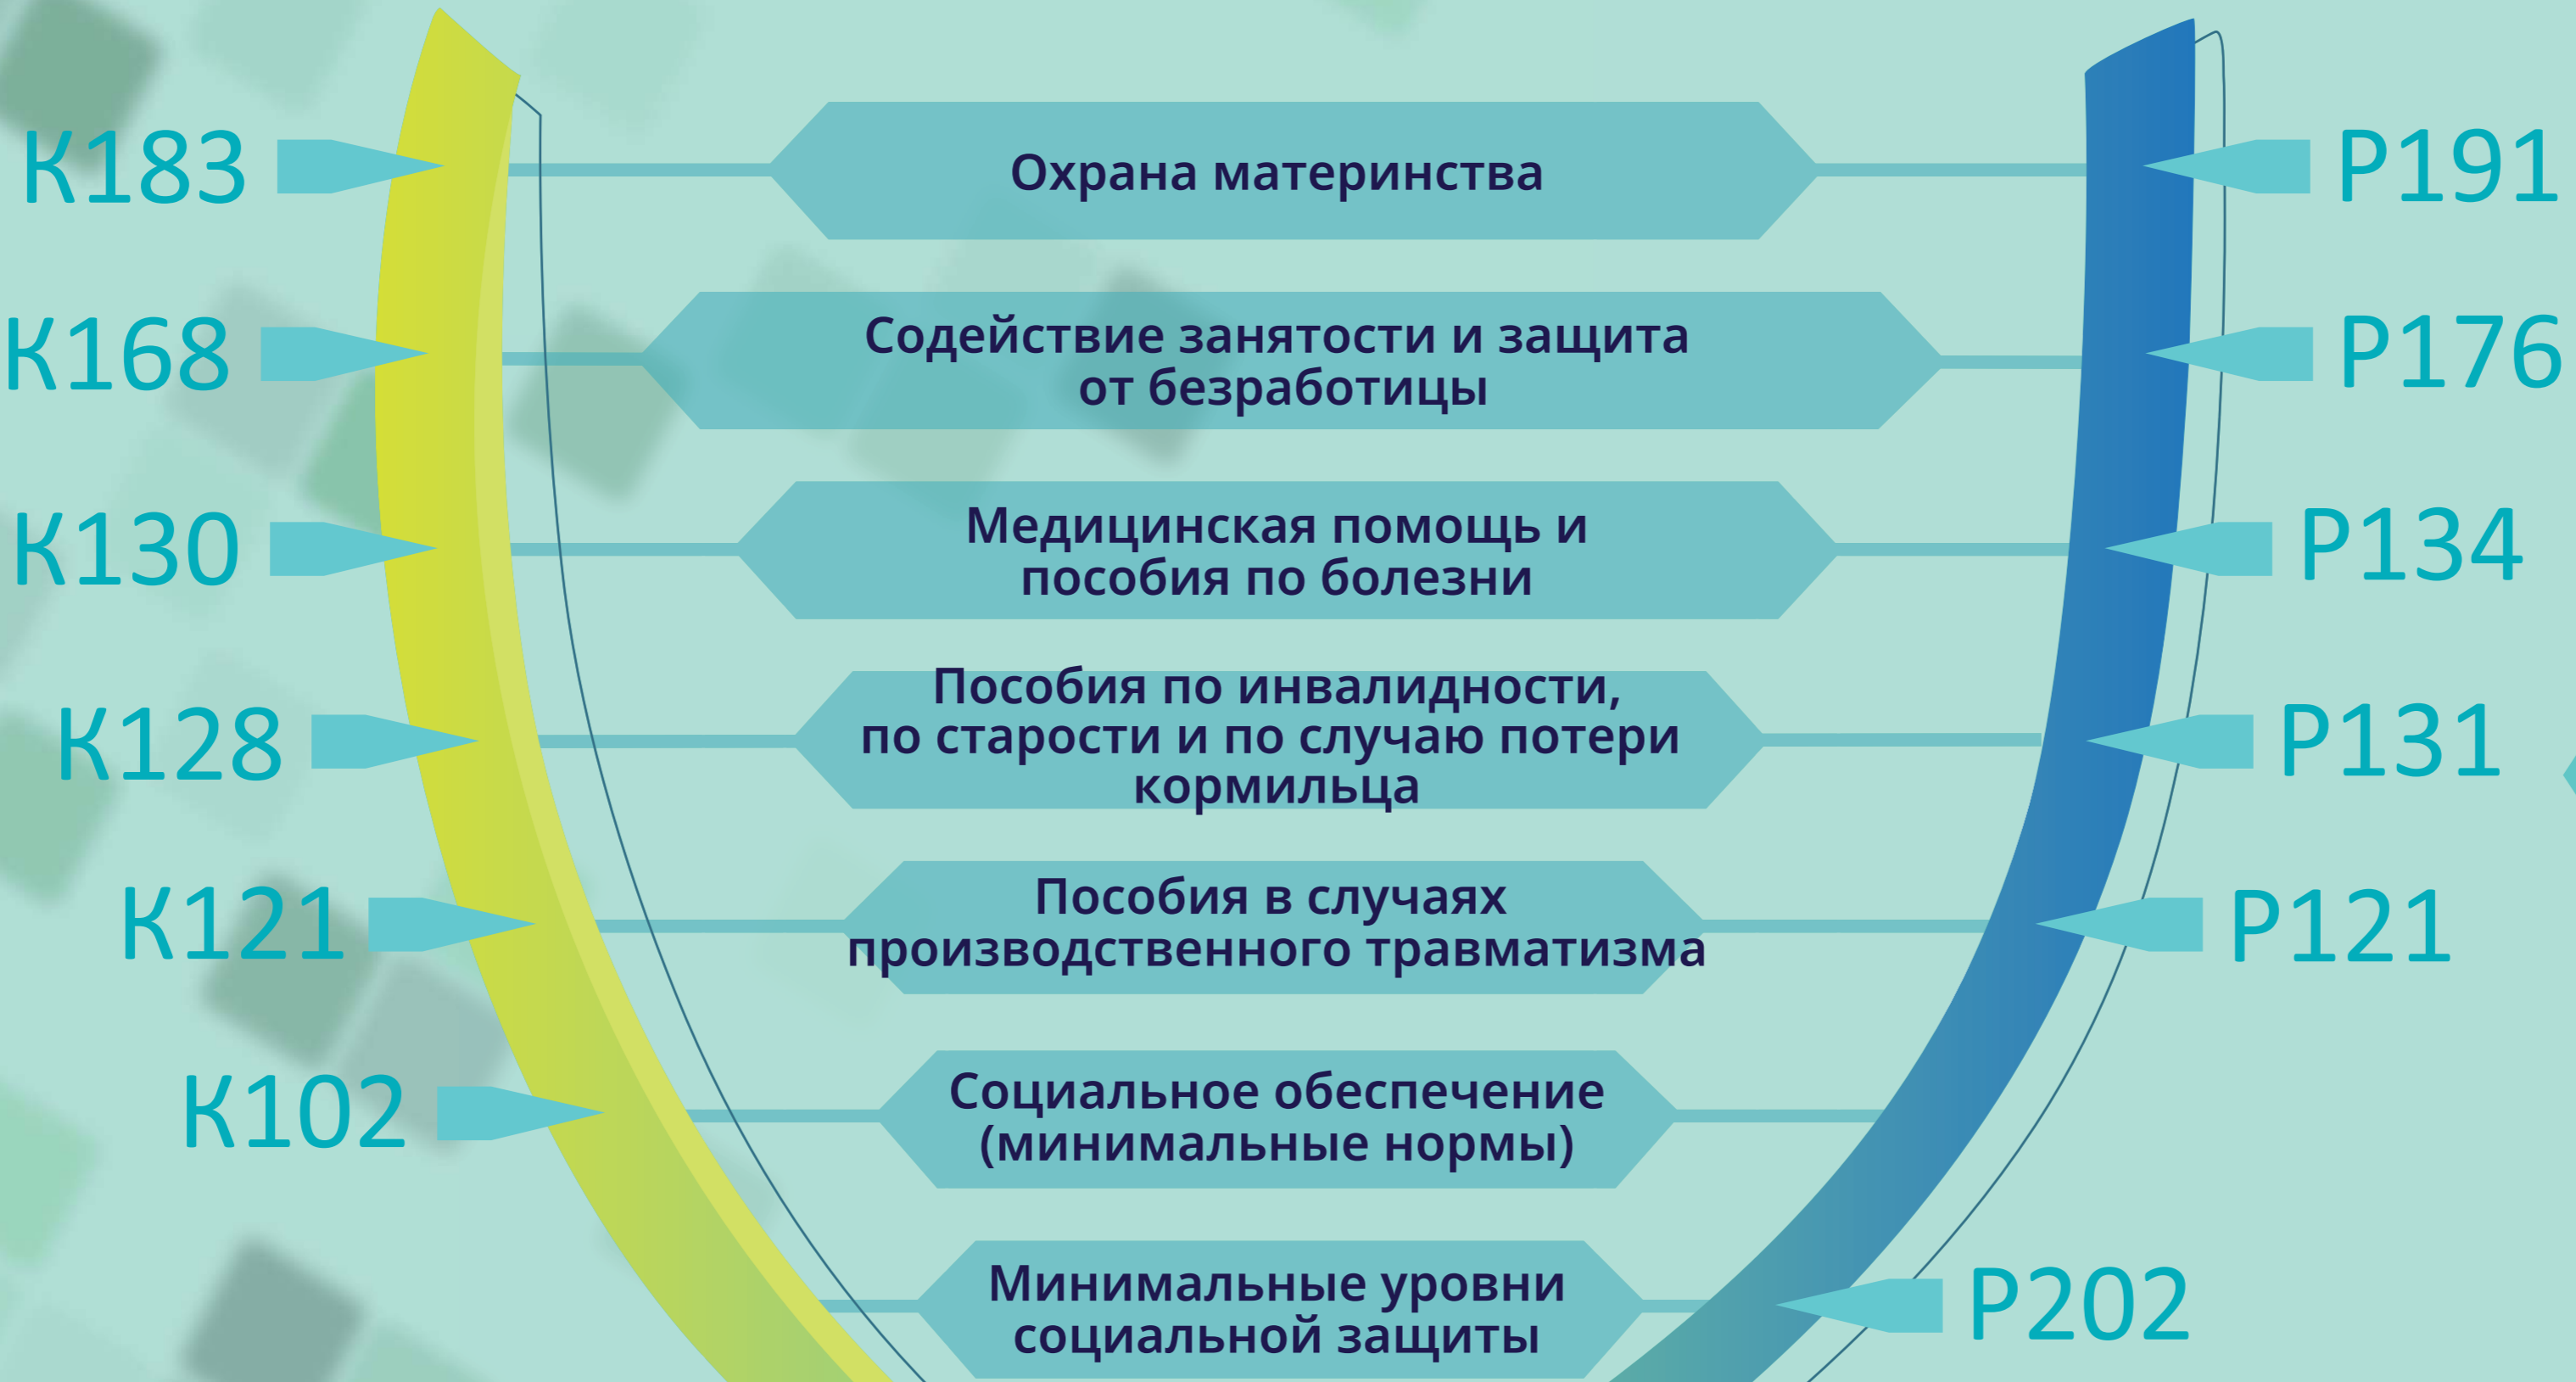 К183
Охрана материнства
Р191
К168
Содействие занятости и защита
от безработицы
Р176
К130
Медицинская помощь и
пособия по болезни
Р134
К128
Пособия по инвалидности,
по старости и по случаю потери
кормильца
Р131
К121
Пособия в случаях
производственного травматизма
Р121
К102
Социальное обеспечение
(минимальные нормы)
Минимальные уровни
социальной защиты
Р202